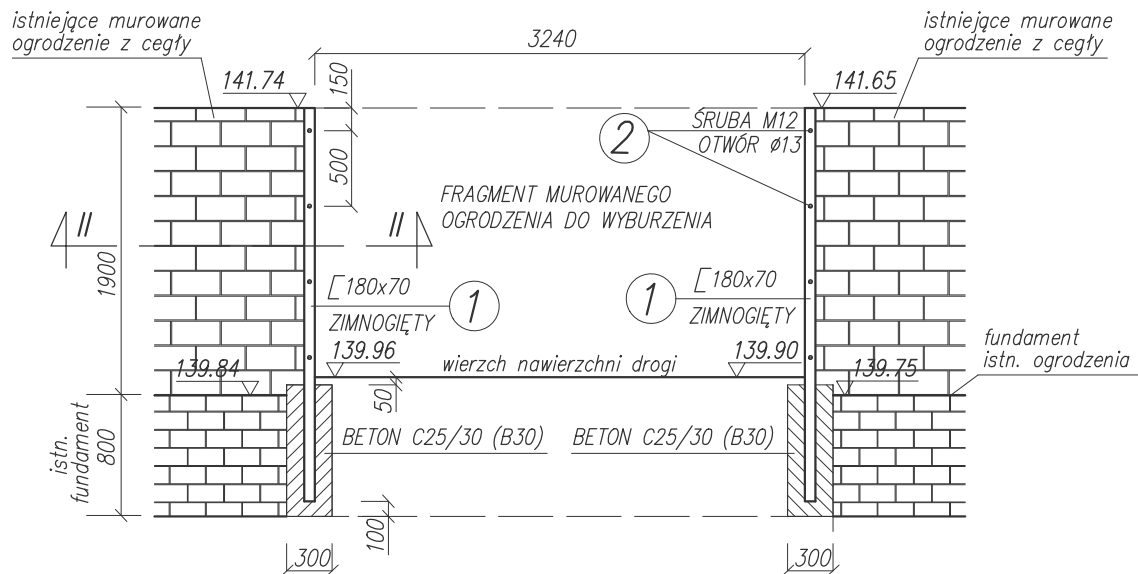 istniejące murowane
ogrodzenie z cegły
3240
istniejące murowane
ogrodzenie z cegły
141.74
150
141.65
ŚRUBA M12
OTWÓR ø13
2
500
FRAGMENT MUROWANEGO
OGRODZENIA DO WYBURZENIA
II
II
1900
180x70
ZIMNOGIĘTY
1
1
180x70
ZIMNOGIĘTY
139.96
wierzch nawierzchni drogi
139.90
fundament
istn. ogrodzenia
139.84
139.75
50
istn.
fundament
800
BETON C25/30 (B30)
BETON C25/30 (B30)
100
300
300